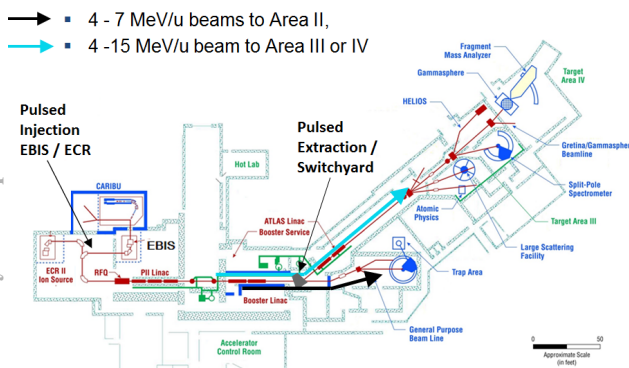 ▪ 4 - 7 MeV/u beams to Area II,
▪ 4 -15 MeV/u beam to Area III or IV
Fragment
Mass Analyzer
Gammasphere
Target
Area IV
HELIOS
Pulsed
Injection
EBIS / ECR
Pulsed
Extraction /
Switchyard
Gretina/Gammasphere
Beamline
Hot Lab
Split-Pole
Spectrometer
CARIBU
Atomic
Physics
ATLAS Linac
Booster Service
Target Area III
EBIS
Large Scattering
Facility
ECR II
Ion Source
RFQ
PII Linac
Trap Area
Booster Linac
General Purpose
Beam Line
Accelerator
Control Room
0 50
Approximate Scale
(in feet)